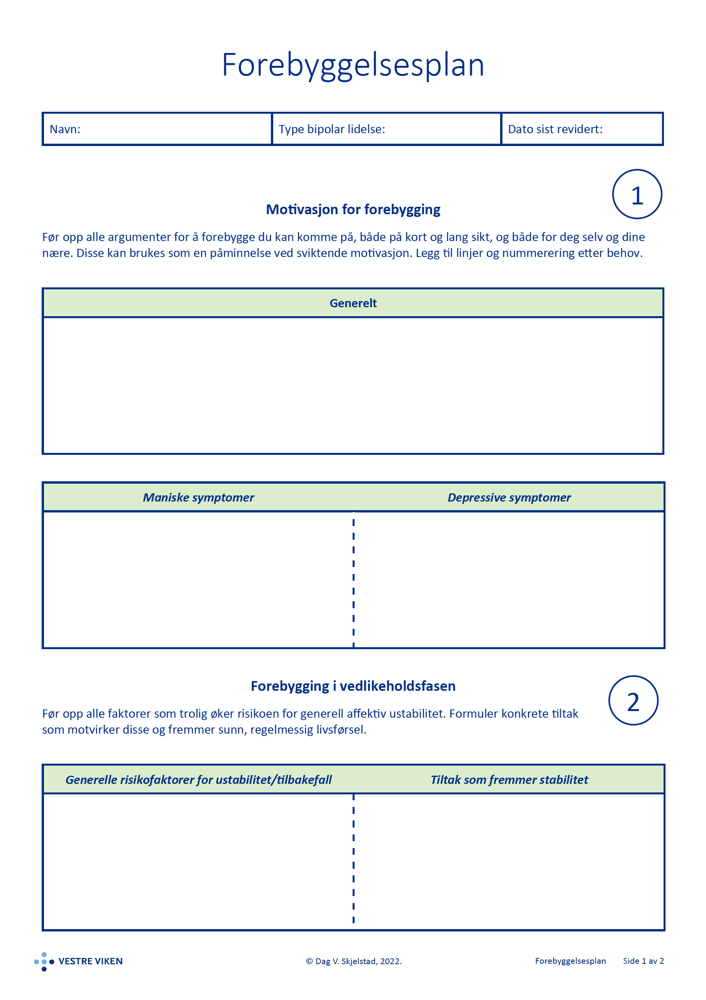 Forebyggelsesplan
Navn:
Type bipolar lidelse:
Dato sist revidert:
1
Motivasjon for forebygging
Før opp alle argumenter for å forebygge du kan komme på, både på kort og lang sikt, og både for deg selv og dine
nære. Disse kan brukes som en påminnelse ved sviktende motivasjon. Legg til linjer og nummerering etter behov.
Generelt
Maniske symptomer
Depressive symptomer
Forebygging i vedlikeholdsfasen
2
Før opp alle faktorer som trolig øker risikoen for generell affektiv ustabilitet. Formuler konkrete tiltak
som motvirker disse og fremmer sunn, regelmessig livsførsel.
Generelle risikofaktorer for ustabilitet/tilbakefall
Tiltak som fremmer stabilitet
VESTRE VIKEN
© Dag V. Skjelstad, 2022.
Forebyggelsesplan Side 1 av 2